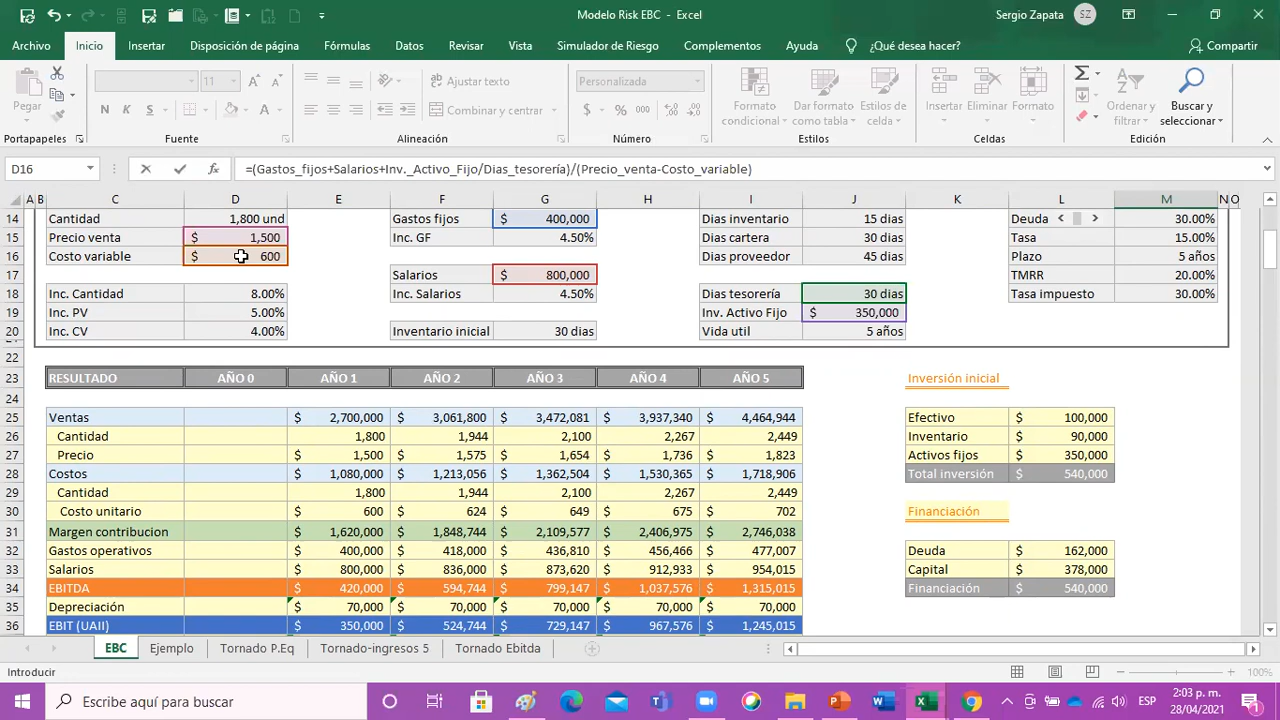 Modelo Risk EBC - Excel
Sergio Zapata
SZ
Archivo Inicio Insertar Disposición de página Fórmulas Datos Revisar Vista Simulador de Riesgo Complementos Ayuda ¿Qué desea hacer? Compartir
Pegar
11
Ajustar texto
Personalizada
Combinar y centrar
N K S
$ % 000
Formato condicional
Dar formato como tabla
Estilos de celda
Insertar
Eliminar
Formato
Ordenar y filtrar
Buscar y seleccionar
Portapapeles Fuente Alineación Número Estilos Celdas Edición
D16 fx =(Gastos_fijos+Salarios+Inv._Activo_Fijo/Dias_tesorería)/(Precio_venta-Costo_variable)
A B C D E F G H I J K L M N O
14 Cantidad 1,800 und Gastos fijos $ 400,000 Dias inventario 15 dias Deuda < > 30.00%
15 Precio venta $ 1,500 Inc. GF 4.50% Dias cartera 30 dias Tasa 15.00%
16 Costo variable $ 600 Dias proveedor 45 dias Plazo 5 años
17 Salarios $ 800,000 TMRR 20.00%
18 Inc. Cantidad 8.00% Inc. Salarios 4.50% Dias tesorería 30 dias Tasa impuesto 30.00%
19 Inc. PV 5.00% Inv. Activo Fijo $ 350,000
20 Inc. CV 4.00% Inventario inicial 30 dias Vida util 5 años
22
23 RESULTADO AÑO 0 AÑO 1 AÑO 2 AÑO 3 AÑO 4 AÑO 5 Inversión inicial
24
25 Ventas $ 2,700,000 $ 3,061,800 $ 3,472,081 $ 3,937,340 $ 4,464,944 Efectivo $ 100,000
26 Cantidad 1,800 1,944 2,100 2,267 2,449 Inventario $ 90,000
27 Precio $ 1,500 $ 1,575 $ 1,654 $ 1,736 $ 1,823 Activos fijos $ 350,000
28 Costos $ 1,080,000 $ 1,213,056 $ 1,362,504 $ 1,530,365 $ 1,718,906 Total inversión $ 540,000
29 Cantidad 1,800 1,944 2,100 2,267 2,449
30 Costo unitario $ 600 $ 624 $ 649 $ 675 $ 702 Financiación
31 Margen contribucion $ 1,620,000 $ 1,848,744 $ 2,109,577 $ 2,406,975 $ 2,746,038
32 Gastos operativos $ 400,000 $ 418,000 $ 436,810 $ 456,466 $ 477,007 Deuda $ 162,000
33 Salarios $ 800,000 $ 836,000 $ 873,620 $ 912,933 $ 954,015 Capital $ 378,000
34 EBITDA $ 420,000 $ 594,744 $ 799,147 $ 1,037,576 $ 1,315,015 Financiación $ 540,000
35 Depreciación $ 70,000 $ 70,000 $ 70,000 $ 70,000 $ 70,000
36 EBIT (UAII) $ 350,000 $ 524,744 $ 729,147 $ 967,576 $ 1,245,015
EBC Ejemplo Tornado P.Eq Tornado-ingresos 5 Tornado Ebitda
Introducir 100%
Escribe aquí para buscar
ESP
2:03 p. m.
28/04/2021